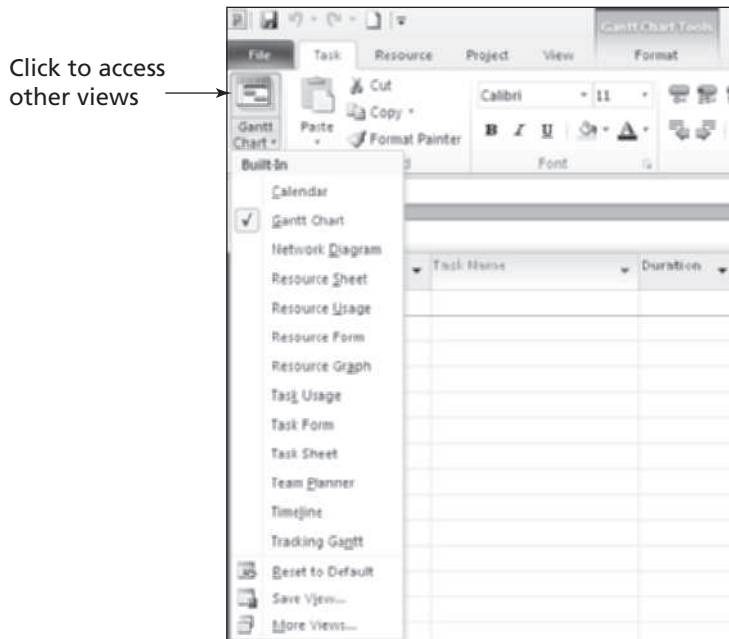 Click to access
other views
Gantt Chart Tools
File Task Resource Project View Format
Gantt
Chart
Paste
Cut
Copy
Format Painter
Calibri 11
B I U A
Font
Built-In
Calendar
Gantt Chart
Network Diagram
Resource Sheet
Resource Usage
Resource Form
Resource Graph
Task Usage
Task Form
Task Sheet
Team Planner
Timeline
Tracking Gantt
Reset to Default
Save View...
More Views...
Task Name Duration